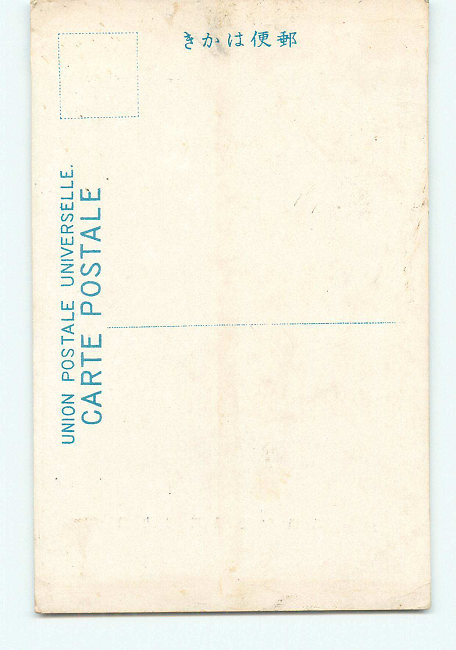 きかは便郵
UNION POSTALE UNIVERSELLE.
CARTE POSTALE